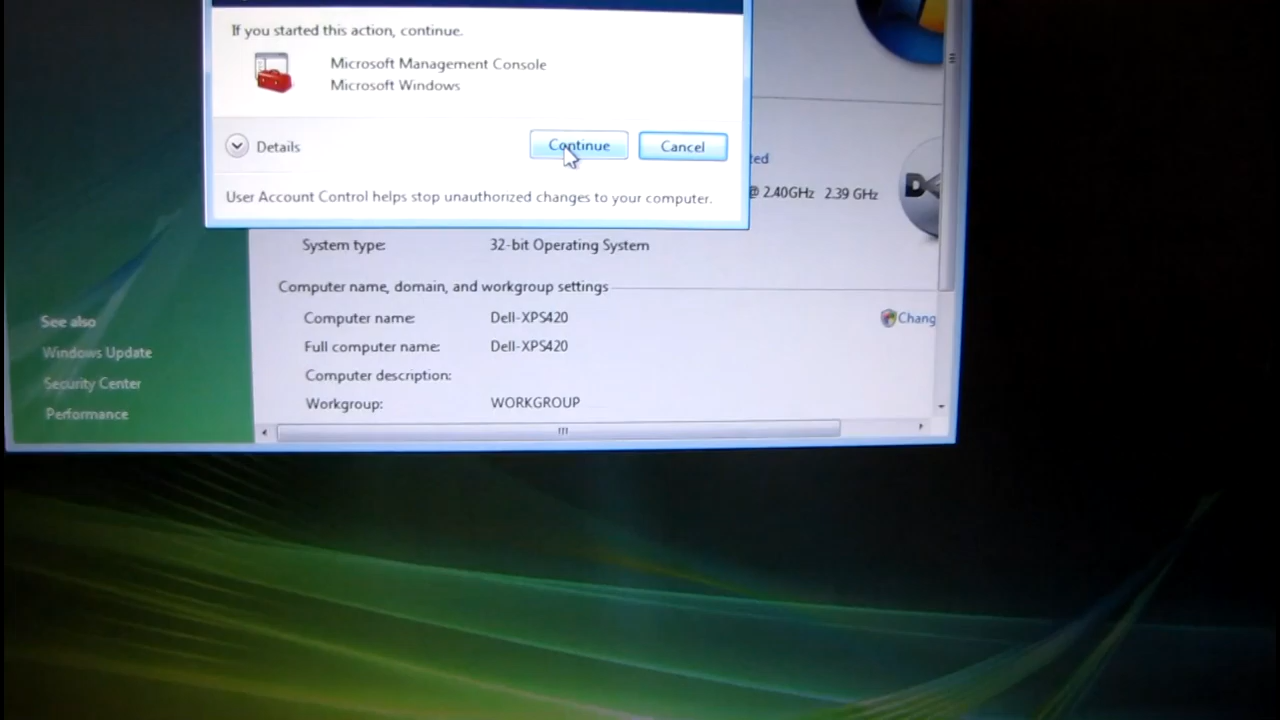 If you started this action, continue.
Microsoft Management Console
Microsoft Windows
Details
Continue
Cancel
User Account Control helps stop unauthorized changes to your computer.
@ 2.40GHz 2.39 GHz
System type: 32-bit Operating System
Computer name, domain, and workgroup settings
Computer name: Dell-XPS420
Chang
Full computer name: Dell-XPS420
Computer description:
Workgroup: WORKGROUP
See also
Windows Update
Security Center
Performance